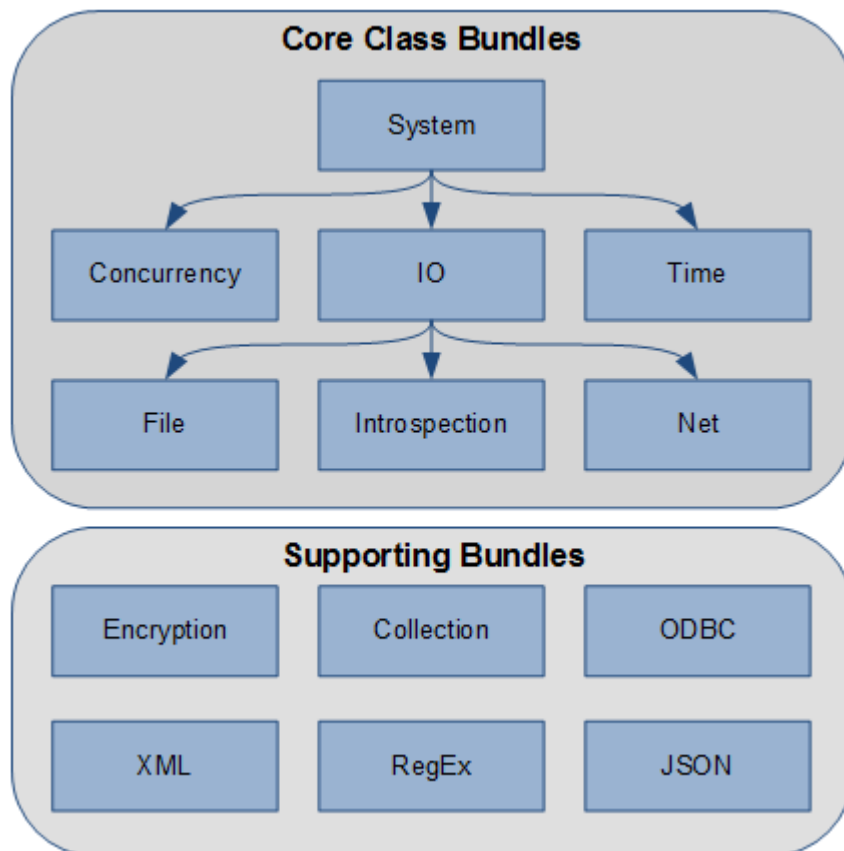 Core Class Bundles
System
Concurrency
IO
Time
File
Introspection
Net
Supporting Bundles
Encryption
Collection
ODBC
XML
RegEx
JSON